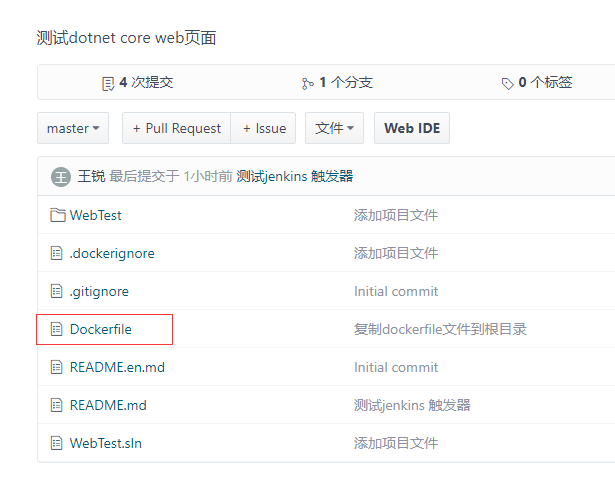 测试dotnet core web页面
4 次提交 1 个分支 0 个标签
master + Pull Request + Issue 文件 Web IDE
王 王锐 最后提交于 1小时前 测试jenkins 触发器
WebTest 添加项目文件
.dockerignore 添加项目文件
.gitignore Initial commit
Dockerfile 复制dockerfile文件到根目录
README.en.md Initial commit
README.md 测试jenkins 触发器
WebTest.sln 添加项目文件